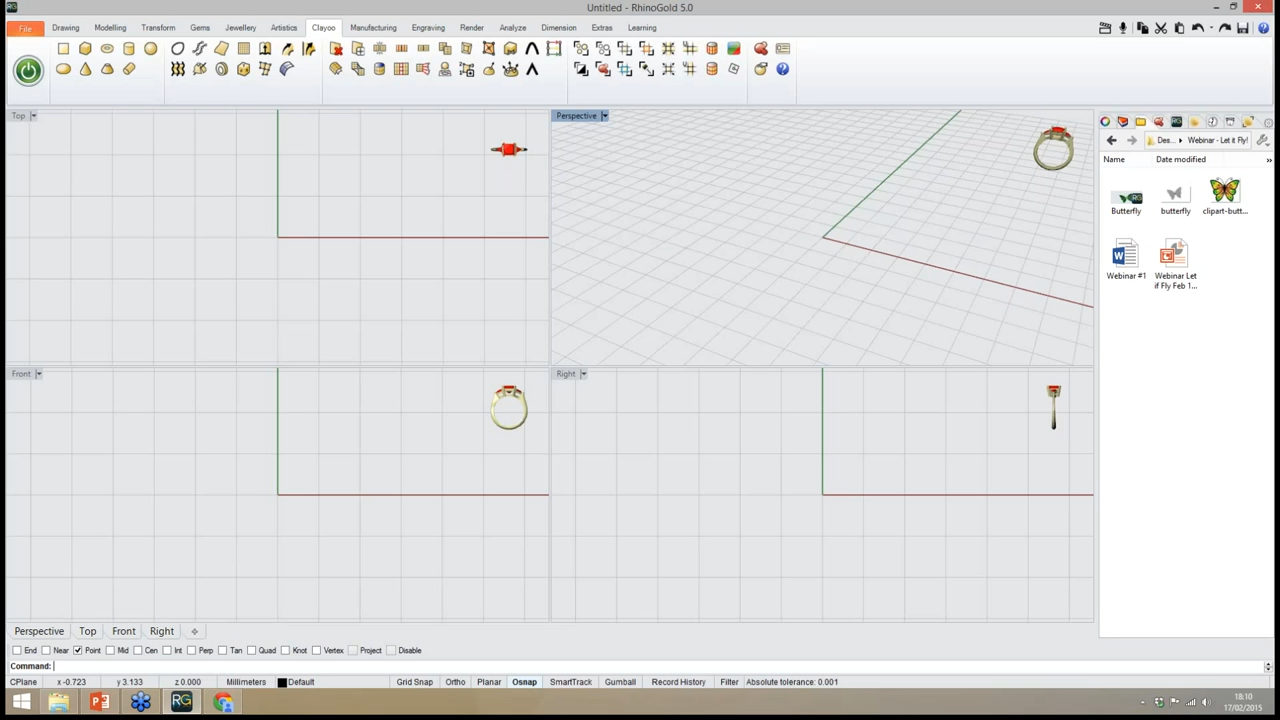 RG
Untitled - RhinoGold 5.0
File
Drawing
Modelling
Transform
Gems
Jewellery
Artistics
Clayoo
Manufacturing
Engraving
Render
Analyze
Dimension
Extras
Learning
Top
Perspective
Des...
Webinar - Let it Fly!
Name
Date modified
»
Butterfly
butterfly
clipart-butt...
Webinar #1
Webinar Let
if Fly Feb 1...
Front
Right
Perspective
Top
Front
Right
End
Near
Point
Mid
Cen
Int
Perp
Tan
Quad
Knot
Vertex
Project
Disable
Command:
CPlane
x -0.723
y 3.133
z 0.000
Millimeters
Default
Grid Snap
Ortho
Planar
Osnap
SmartTrack
Gumball
Record History
Filter
Absolute tolerance: 0.001
RG
18:10
17/02/2015